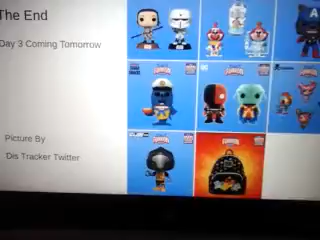 The End
Day 3 Coming Tomorrow
Picture By
Dis Tracker Twitter